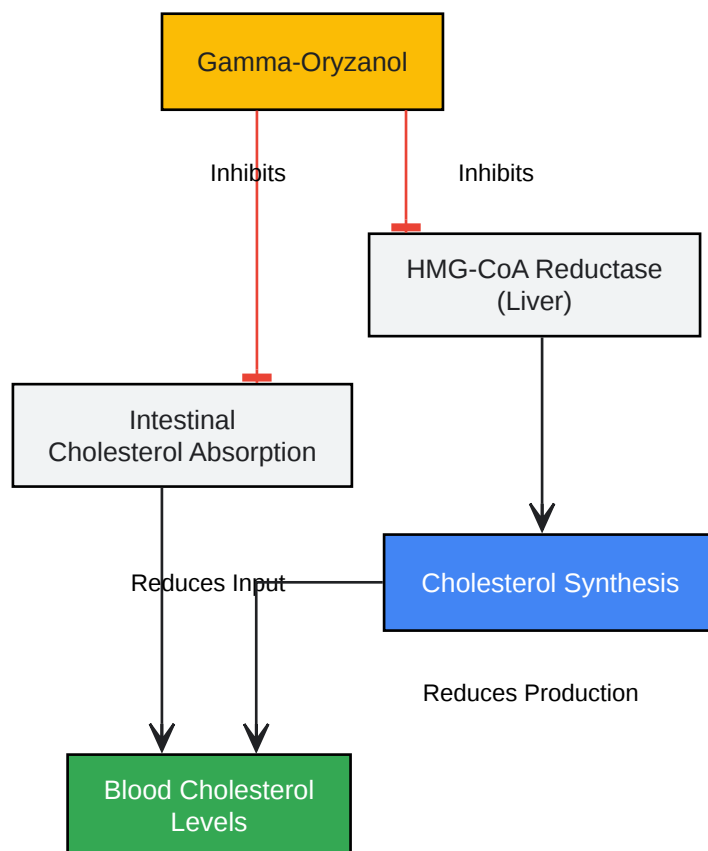 Gamma-Oryzanol
Inhibits
Inhibits
HMG-CoA Reductase
(Liver)
Intestinal
Cholesterol Absorption
Reduces Input
Cholesterol Synthesis
Reduces Production
Blood Cholesterol
Levels